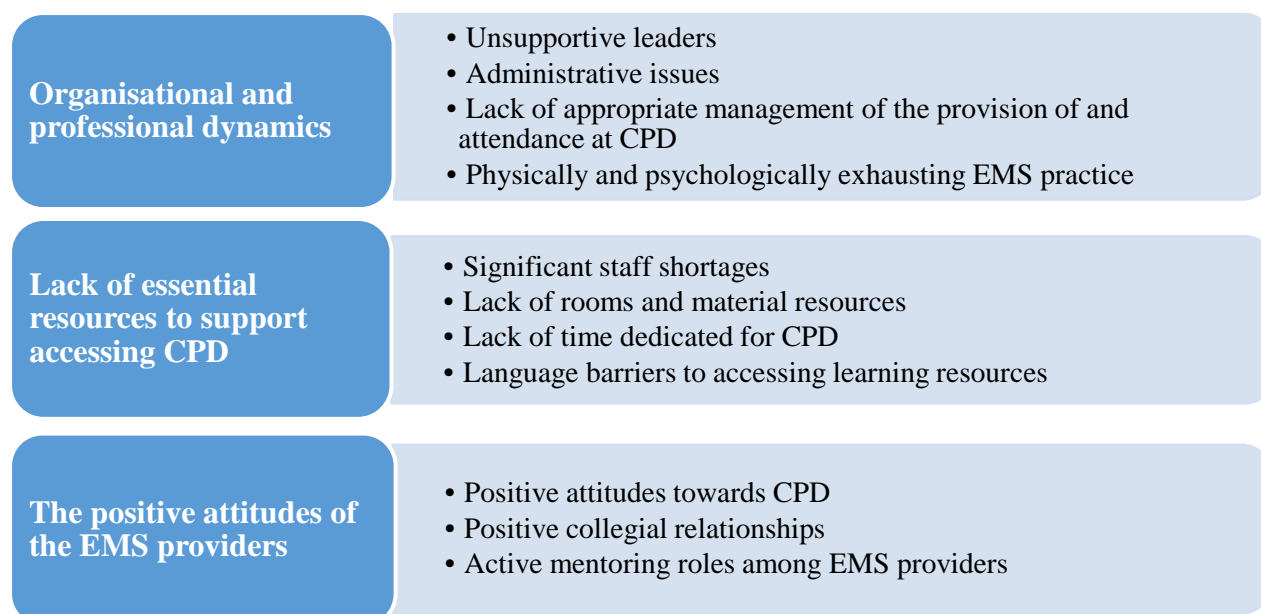 Organisational and
professional dynamics
• Unsupportive leaders
• Administrative issues
• Lack of appropriate management of the provision of and
attendance at CPD
• Physically and psychologically exhausting EMS practice
Lack of essential
resources to support
accessing CPD
• Significant staff shortages
• Lack of rooms and material resources
• Lack of time dedicated for CPD
• Language barriers to accessing learning resources
The positive attitudes of
the EMS providers
• Positive attitudes towards CPD
• Positive collegial relationships
• Active mentoring roles among EMS providers